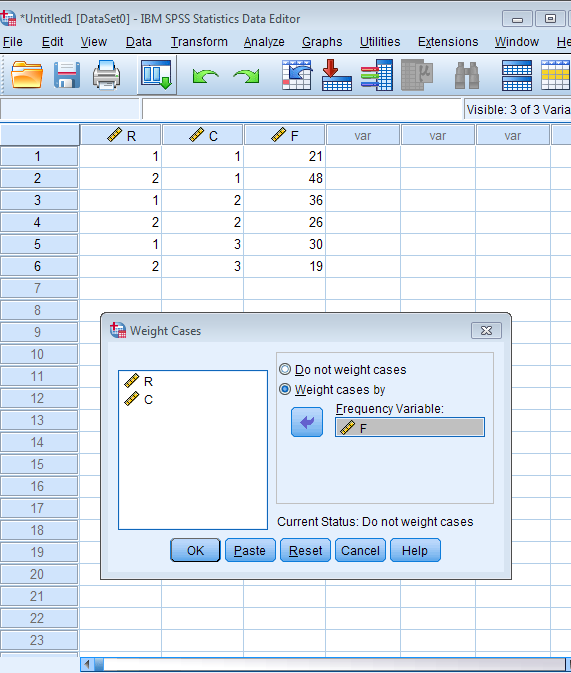 *Untitled1 [DataSet0] - IBM SPSS Statistics Data Editor
File Edit View Data Transform Analyze Graphs Utilities Extensions Window He
Visible: 3 of 3 Varia
R C F var var var
1 1 1 21
2 2 1 48
3 1 2 36
4 2 2 26
5 1 3 30
6 2 3 19
7
8
9
10
11
12
13
14
15
16
17
18
19
20
21
22
23
Weight Cases
R
C
Do not weight cases
Weight cases by
Frequency Variable:
F
Current Status: Do not weight cases
OK Paste Reset Cancel Help